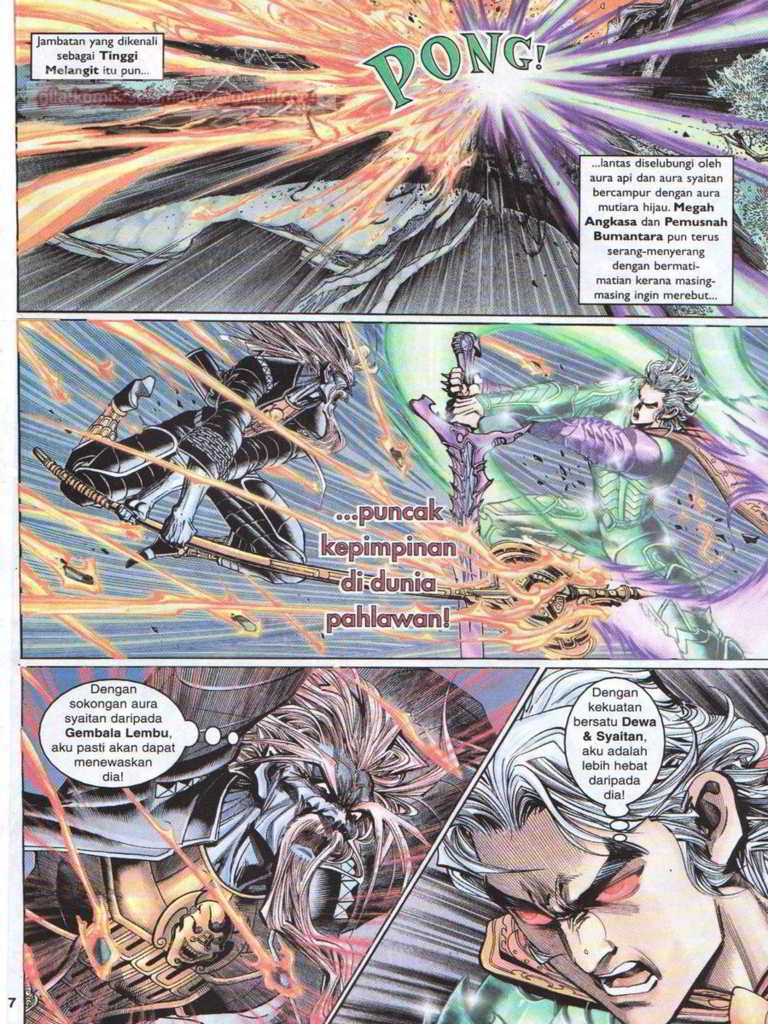 Jambatan yang dikenali
sebagai Tinggi
Melangit itu pun...
PONG!
...lantas diselubungi oleh
aura api dan aura syaitan
bercampur dengan aura
mutiara hijau. Megah
Angkasa dan Pemusnah
Bumantara pun terus
serang-menyerang
dengan bermati-
matian kerana masing-
masing ingin merebut...
...puncak
kepimpinan
di dunia
pahlawan!
Dengan
sokongan aura
syaitan daripada
Gembala Lembu,
aku pasti akan dapat
menewaskan
dia!
Dengan
kekuatan
bersatu Dewa
& Syaitan,
aku adalah
lebih hebat
daripada
dia!
7